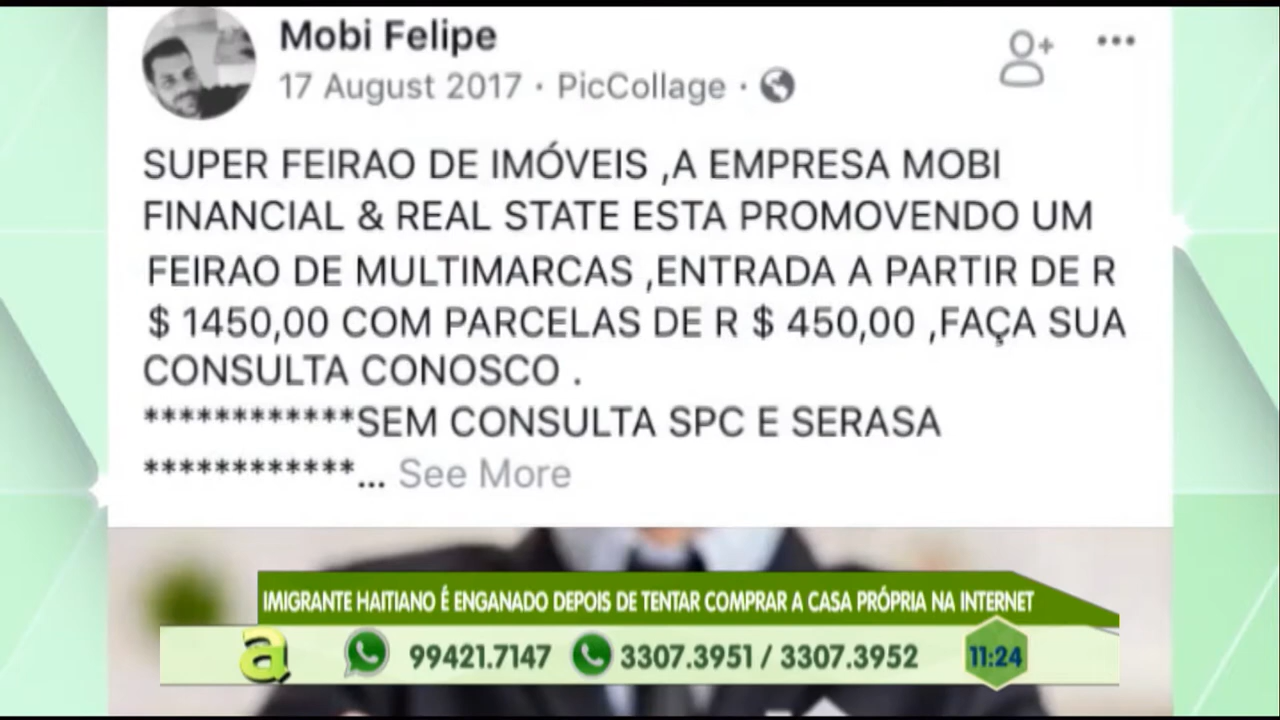 Mobi Felipe
17 August 2017 · PicCollage ·
SUPER FEIRAO DE IMÓVEIS ,A EMPRESA MOBI
FINANCIAL & REAL STATE ESTA PROMOVENDO UM
FEIRAO DE MULTIMARCAS ,ENTRADA A PARTIR DE R
$ 1450,00 COM PARCELAS DE R $ 450,00 ,FAÇA SUA
CONSULTA CONOSCO .
************SEM CONSULTA SPC E SERASA
************... See More
IMIGRANTE HAITIANO É ENGANADO DEPOIS DE TENTAR COMPRAR A CASA PRÓPRIA NA INTERNET
a 99421.7147 3307.3951 / 3307.3952 11:24